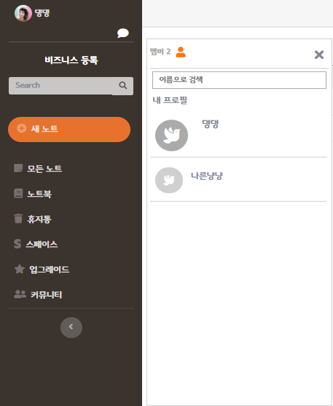 댕댕
비즈니스 등록
Search
새 노트
모든 노트
노트북
휴지통
스페이스
업그레이드
커뮤니티
멤버 2
이름으로 검색
내 프로필
댕댕
나른냥냥